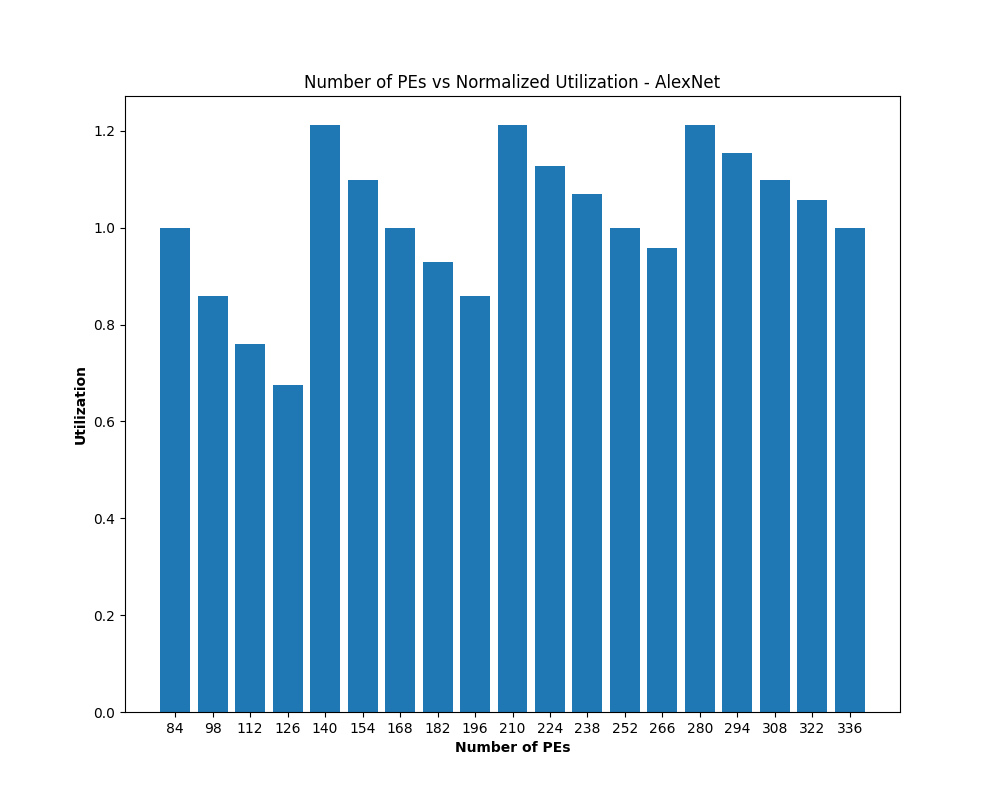 Number of PEs vs Normalized Utilization - AlexNet
1.2
1.0
0.8
0.6
0.4
0.2
0.0
Utilization
84 98 112 126 140 154 168 182 196 210 224 238 252 266 280 294 308 322 336
Number of PEs